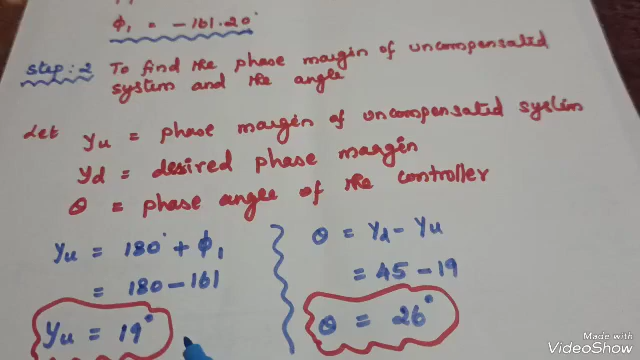 ϕ₁ = -161.20°
Step:2 To find the phase margin of uncompensated
system and the angle
Let γu = phase margin of uncompensated system
γd = desired phase margin
θ = phase angle of the controller
γu = 180° + ϕ₁
= 180 - 161
γu = 19°
θ = γd - γu
= 45 - 19
θ = 26°
Made with
VideoShow